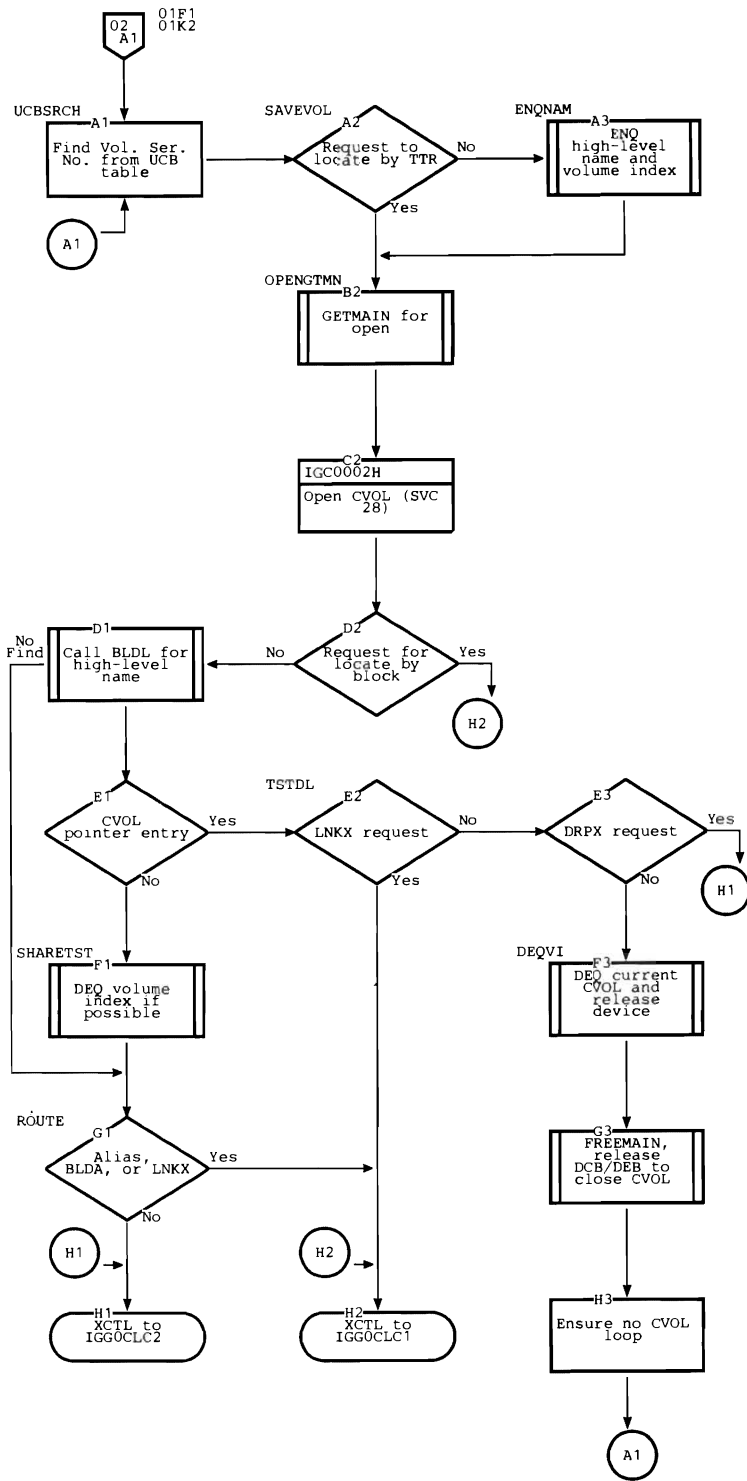 02
A1
01F1
01K2
UCBSRCH
A1
Find Vol. Ser.
No. from UCB
table
A1
SAVEVOL
A2
Request to
locate by TTR
No
Yes
ENQNAM
A3
ENQ
high-level
name and
volume index
OPENGTMN
B2
GETMAIN for
open
C2
IGC0002H
Open CVOL (SVC
28)
D1
Call BLDL for
high-level
name
No
Find
No
D2
Request for
locate by
block
Yes
H2
E1
CVOL
pointer entry
Yes
No
TSTDL
E2
LNKX request
No
Yes
E3
DRPX request
Yes
No
H1
SHARETST
F1
DEQ volume
index if
possible
DEQVI
F3
DEQ current
CVOL and
release
device
ROUTE
G1
Alias,
BLDA, or LNKX
Yes
No
G3
FREEMAIN,
release
DCB/DEB to
close CVOL
H1
H2
H1
XCTL to
IGG0CLC2
H2
XCTL to
IGG0CLC1
H3
Ensure no CVOL
loop
A1